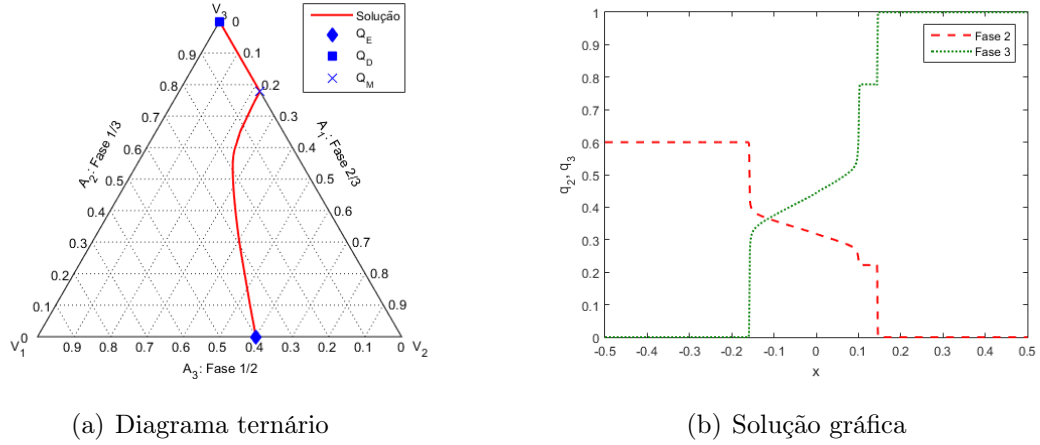 V3 0
Solução
QE
QD
QM
0.1
0.2
0.3
0.4
0.5
0.6
0.7
0.8
0.9
A1: Fase 2/3
0.9
0.8
0.7
0.6
0.5
0.4
0.3
0.2
0.1
0
A2: Fase 1/3
V1
0.9
0.8
0.7
0.6
0.5
0.4
0.3
0.2
0.1
0
V2
A3: Fase 1/2
(a) Diagrama ternário
1
0.9
0.8
0.7
0.6
0.5
0.4
0.3
0.2
0.1
0
q2, q3
Fase 2
Fase 3
-0.5 -0.4 -0.3 -0.2 -0.1 0 0.1 0.2 0.3 0.4 0.5
x
(b) Solução gráfica